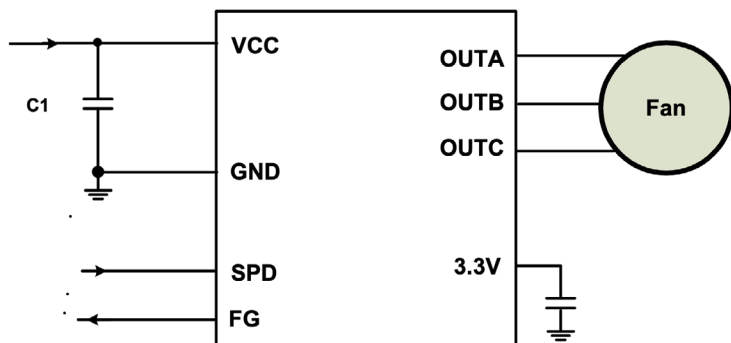 VCC
OUTA
OUTB
Fan
C1
OUTC
GND
3.3V
SPD
FG